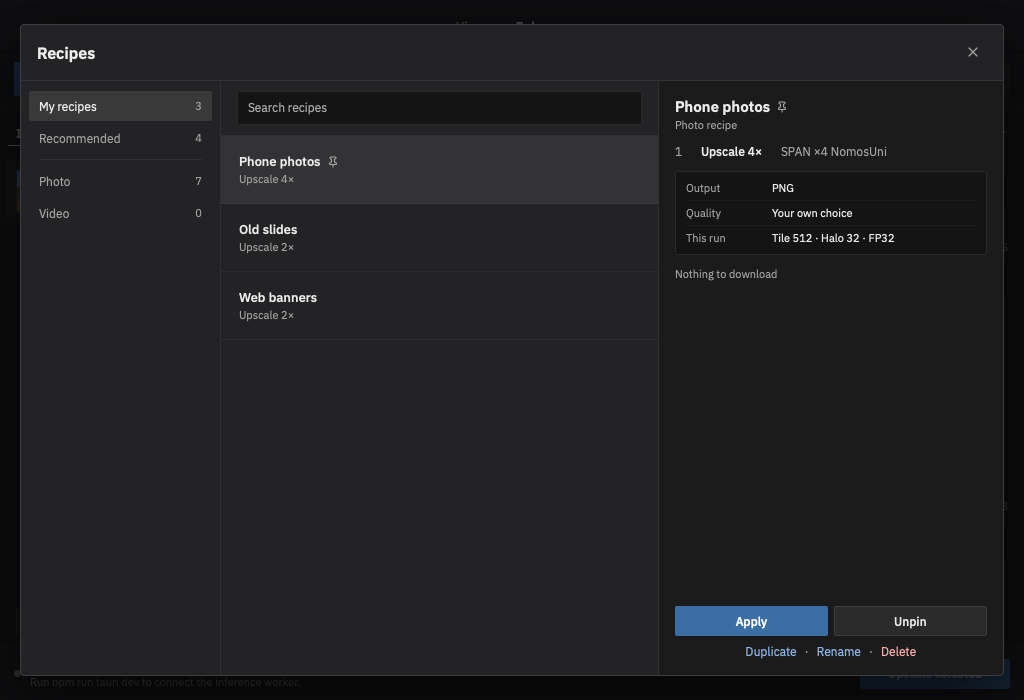 Recipes
My recipes 3
Recommended 4
Photo 7
Video 0
Search recipes
Phone photos
Upscale 4×
Old slides
Upscale 2×
Web banners
Upscale 2×
Phone photos
Photo recipe
1 Upscale 4× SPAN ×4 NomosUni
Output PNG
Quality Your own choice
This run Tile 512 · Halo 32 · FP32
Nothing to download
Apply
Unpin
Duplicate · Rename · Delete
Run npm run tauri dev to connect the inference worker.